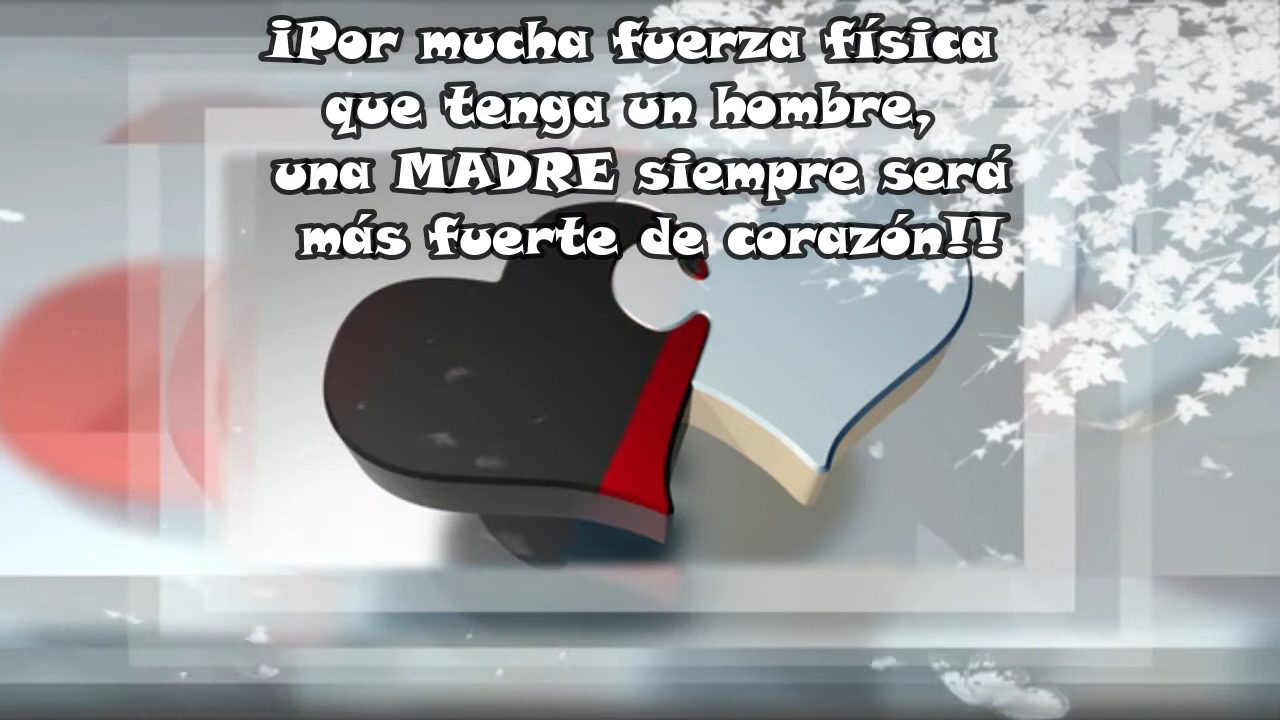 ¡Por mucha fuerza física
que tenga un hombre,
una MADRE siempre será
más fuerte de corazón!!